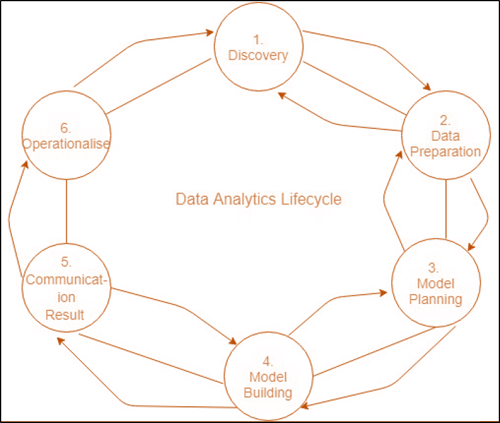 1.
Discovery
2.
Data
Preparation
3.
Model
Planning
4.
Model
Building
5.
Communicat-
ion
Result
6.
Operationalise
Data Analytics Lifecycle